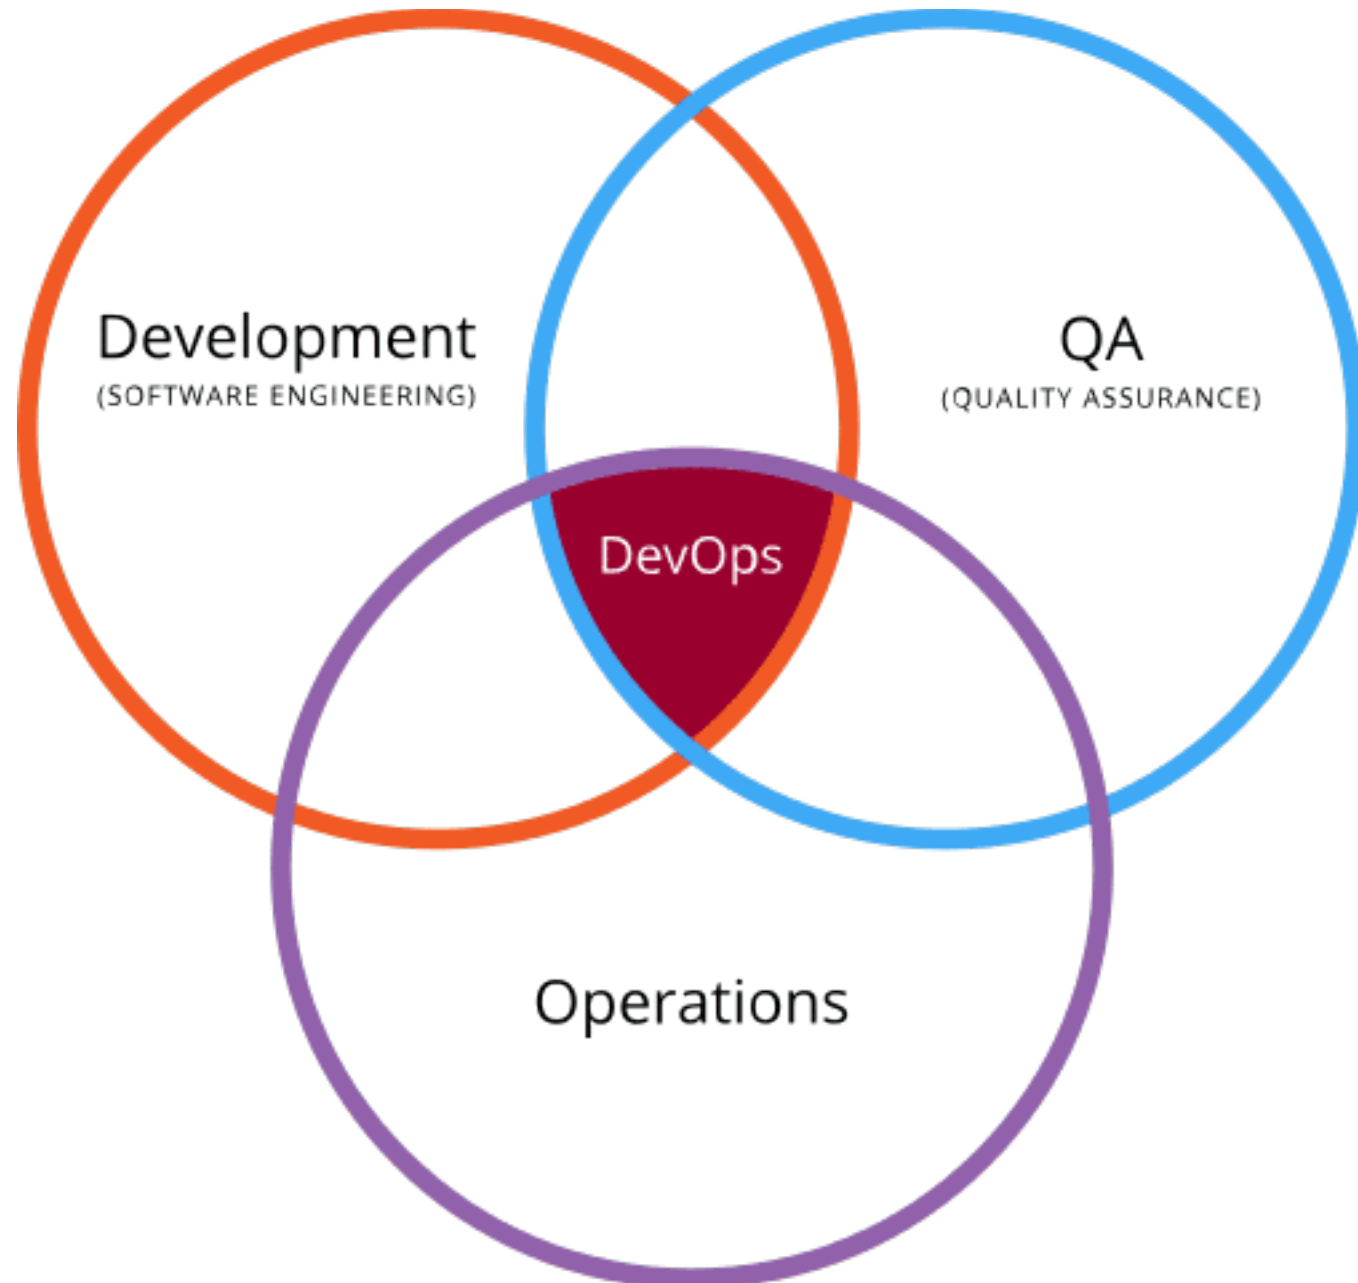 Development
(SOFTWARE ENGINEERING)
QA
(QUALITY ASSURANCE)
DevOps
Operations